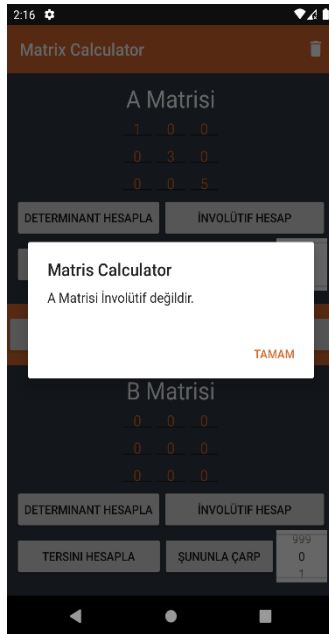 2:16
Matrix Calculator
A Matrisi
1 0 0
0 3 0
0 0 5
DETERMINANT HESAPLA İNVOLÜTİF HESAP
Matris Calculator
A Matrisi İnvolütif değildir.
TAMAM
B Matrisi
0 0 0
0 0 0
0 0 0
DETERMINANT HESAPLA İNVOLÜTİF HESAP
999
TERSINI HESAPLA ŞUNUNLA ÇARP 0
1